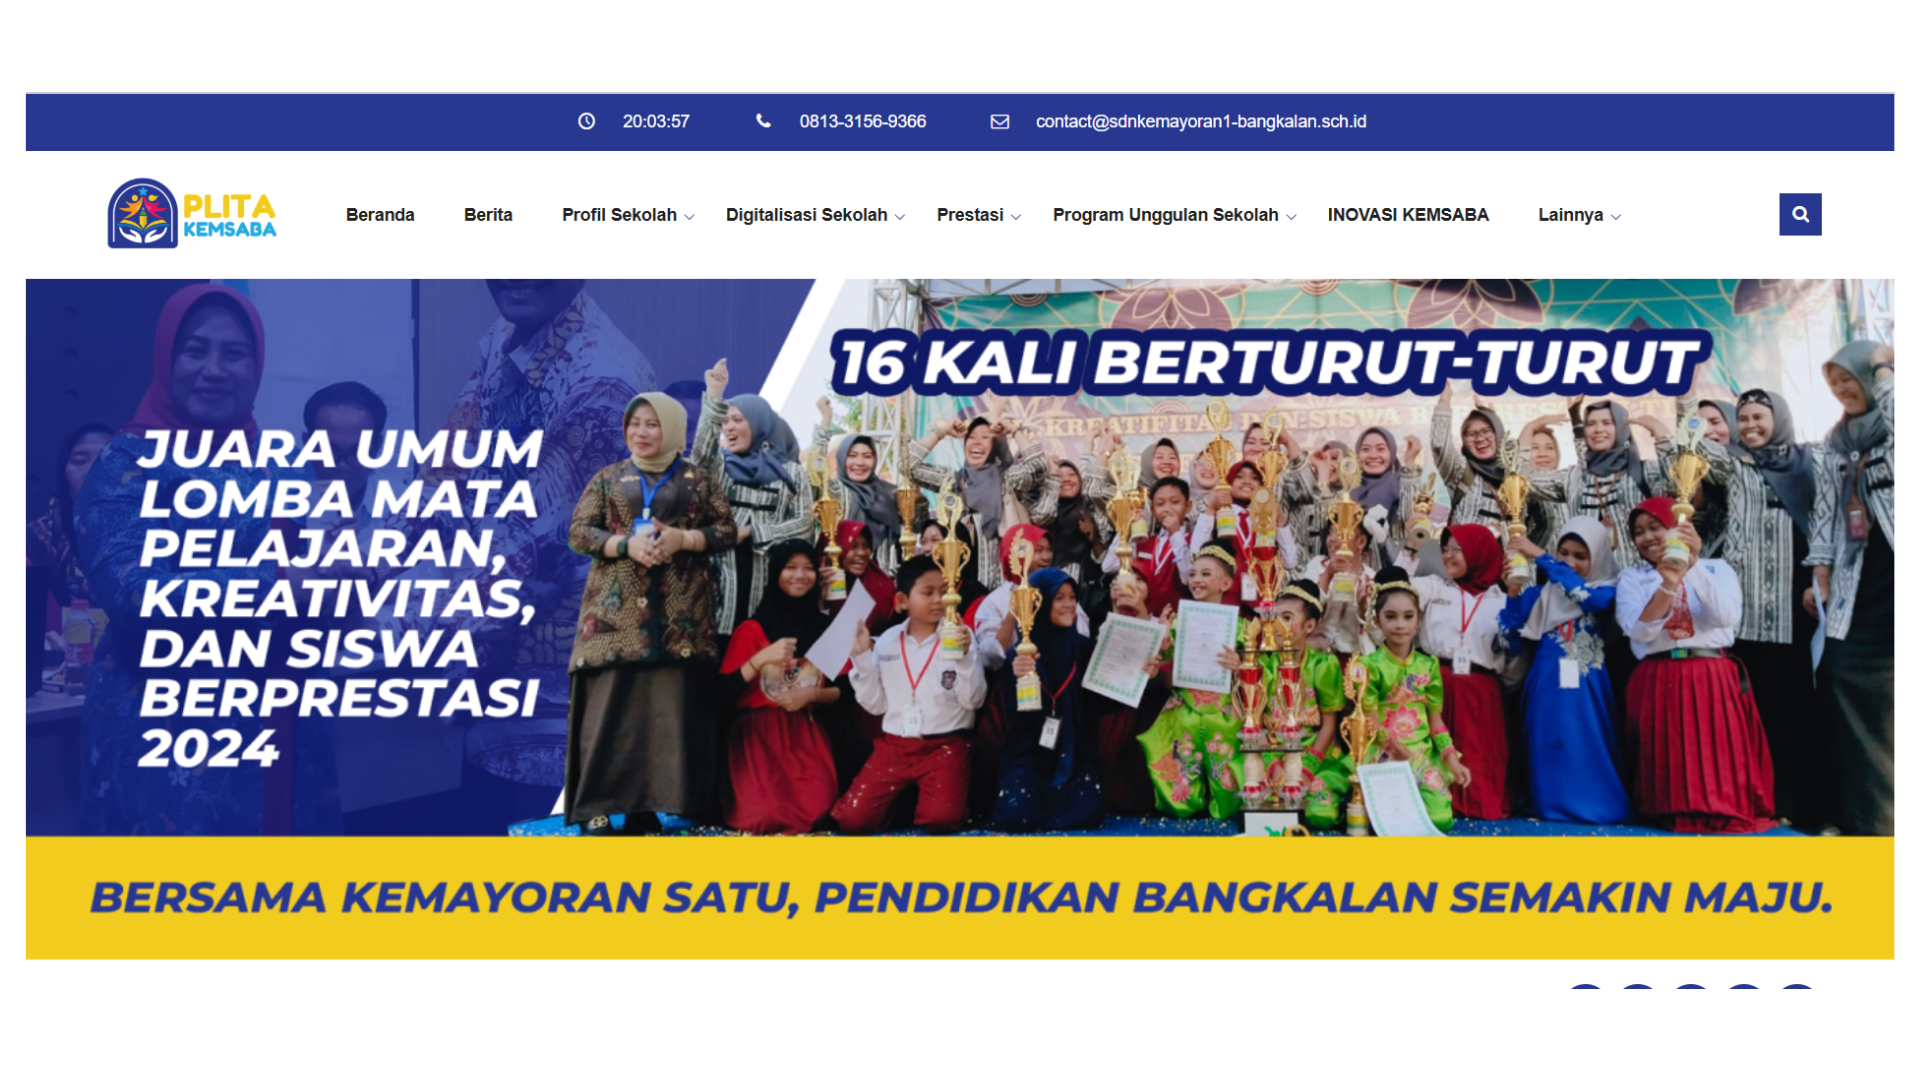 20:03:57
0813-3156-9366
contact@sdnkemayoran1-bangkalan.sch.id
PLITA
KEMSABA
Beranda
Berita
Profil Sekolah
Digitalisasi Sekolah
Prestasi
Program Unggulan Sekolah
INOVASI KEMSABA
Lainnya
16 KALI BERTURUT-TURUT
JUARA UMUM
LOMBA MATA
PELAJARAN,
KREATIVITAS,
DAN SISWA
BERPRESTASI
2024
BERSAMA KEMAYORAN SATU, PENDIDIKAN BANGKALAN SEMAKIN MAJU.